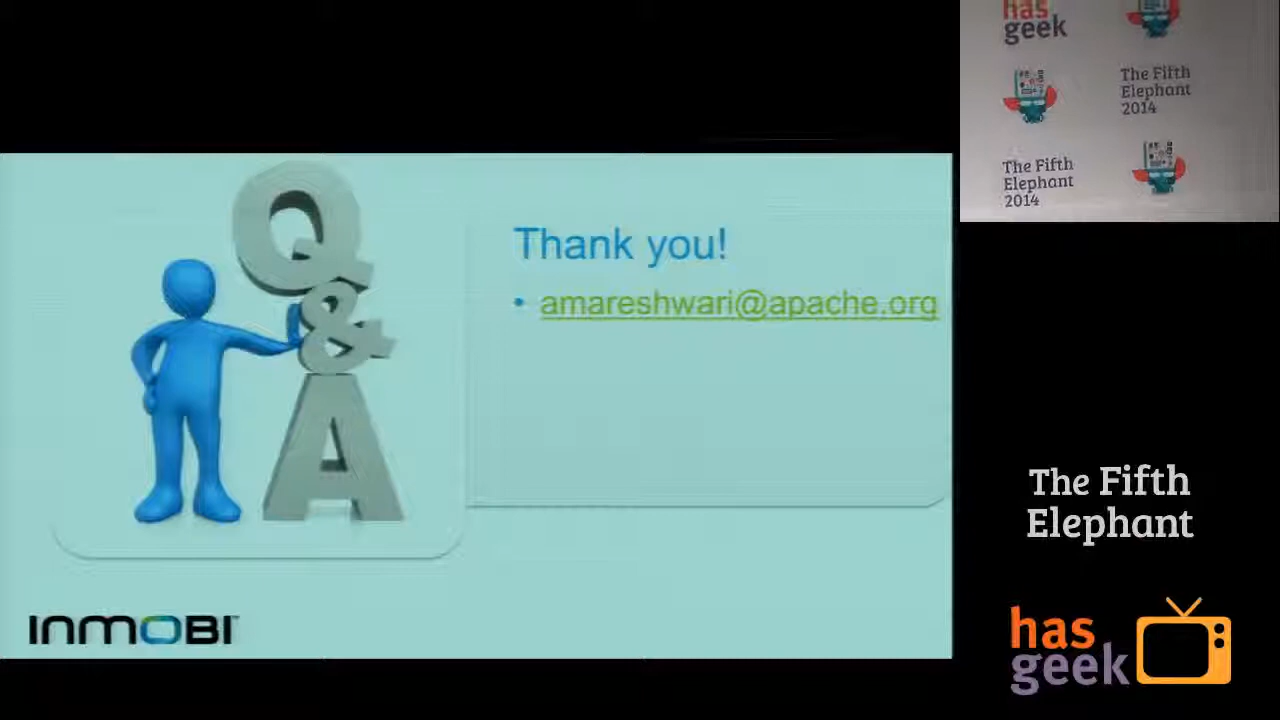 Q
&
A
Thank you!
• amareshwari@apache.org
INMOBI
has
geek
The Fifth
Elephant
2014
The Fifth
Elephant
2014
The Fifth
Elephant
has
geek